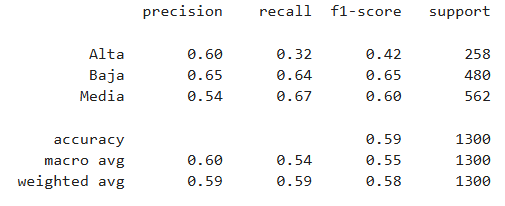 precision recall f1-score support
Alta 0.60 0.32 0.42 258
Baja 0.65 0.64 0.65 480
Media 0.54 0.67 0.60 562
accuracy 0.59 1300
macro avg 0.60 0.54 0.55 1300
weighted avg 0.59 0.59 0.58 1300